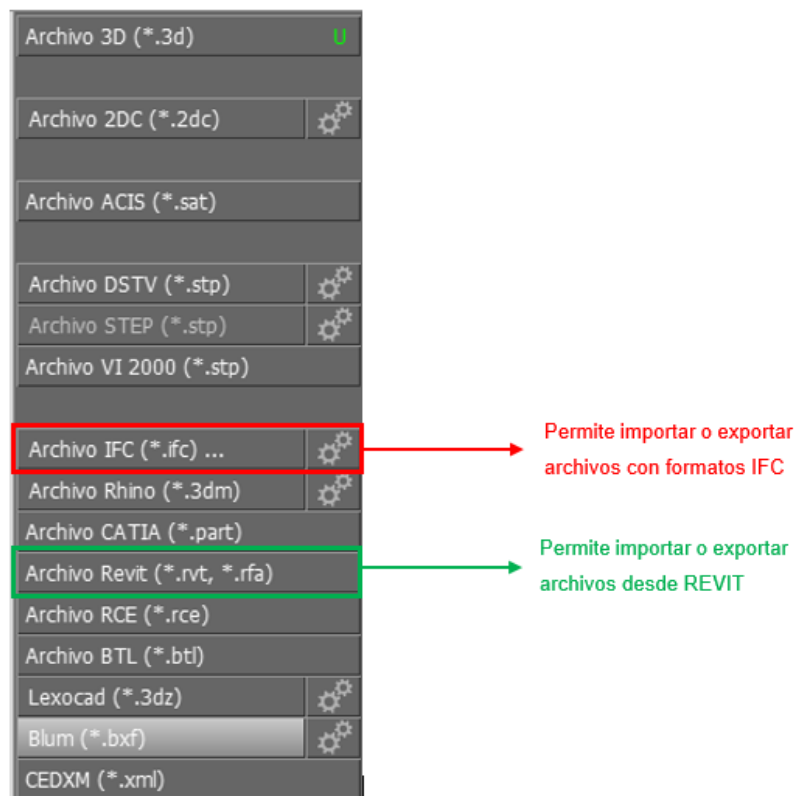 Archivo 3D (*.3d) U
Archivo 2DC (*.2dc)
Archivo ACIS (*.sat)
Archivo DSTV (*.stp)
Archivo STEP (*.stp)
Archivo VI 2000 (*.stp)
Archivo IFC (*.ifc) ...
Archivo Rhino (*.3dm)
Archivo CATIA (*.part)
Archivo Revit (*.rvt, *.rfa)
Archivo RCE (*.rce)
Archivo BTL (*.btl)
Lexocad (*.3dz)
Blum (*.bxf)
CEDXM (*.xml)
Permite importar o exportar
archivos con formatos IFC
Permite importar o exportar
archivos desde REVIT